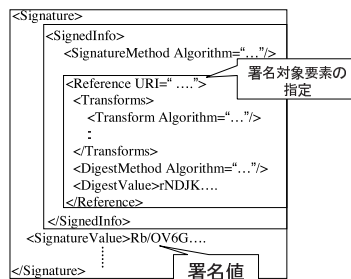 <Signature>
<SignedInfo>
<SignatureMethod Algorithm="…"/>
署名対象要素の
指定
<Reference URI=" ….">
<Transforms>
<Transform Algorithm="…"/>
:
</Transforms>
<DigestMethod Algorithm="…"/>
<DigestValue>rNDJK….
</Reference>
</SignedInfo>
<SignatureValue>Rb/OV6G….
署名値
</Signature>